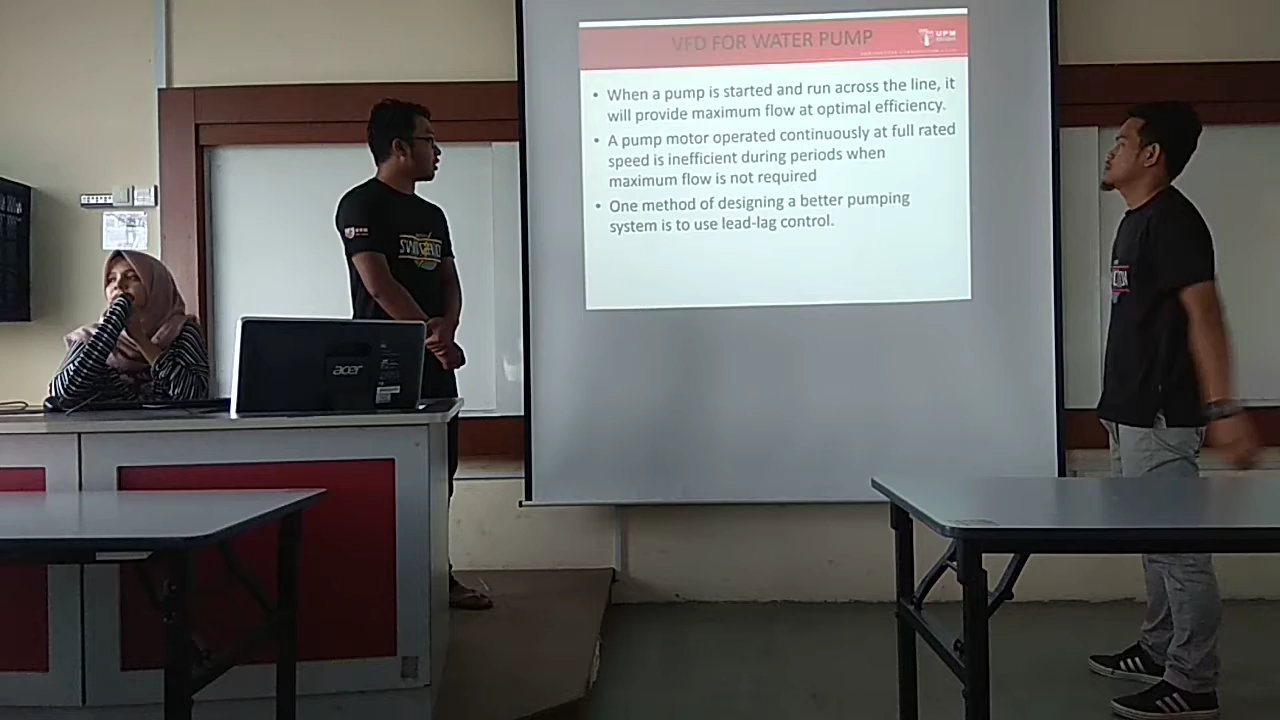 VFD FOR WATER PUMP
UPM
• When a pump is started and run across the line, it
will provide maximum flow at optimal efficiency.
• A pump motor operated continuously at full rated
speed is inefficient during periods when
maximum flow is not required
• One method of designing a better pumping
system is to use lead-lag control.
acer
UPM